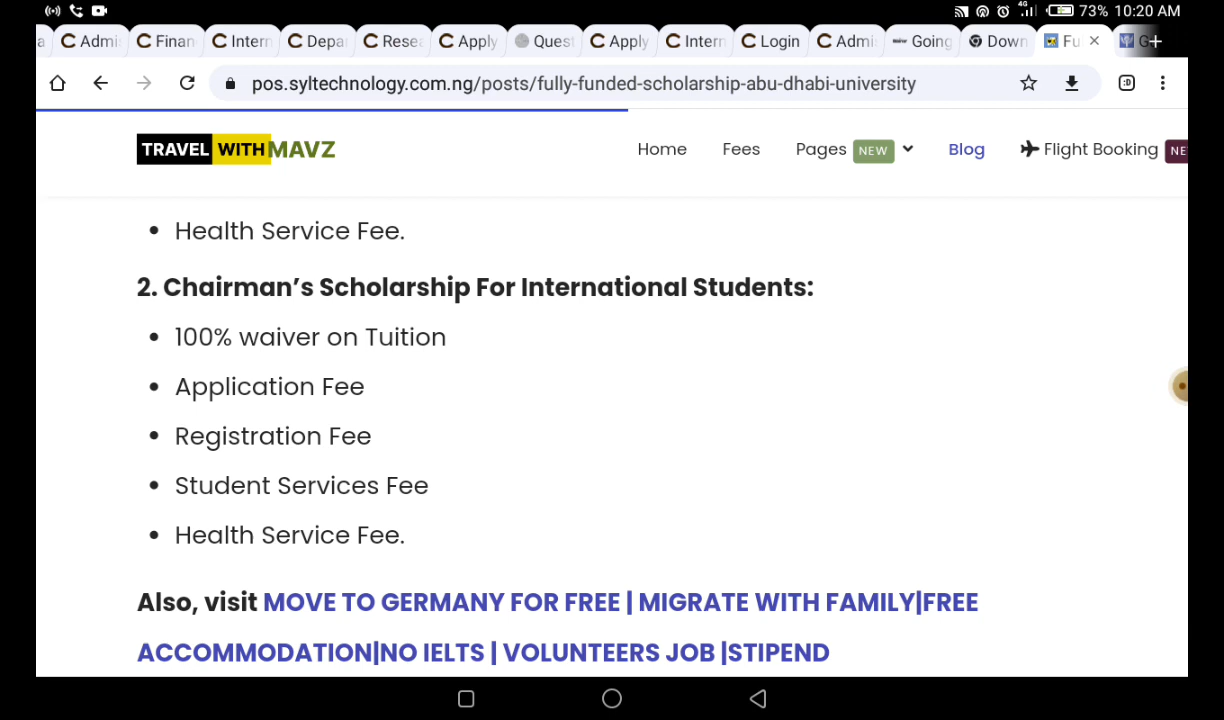 4G 73% 10:20 AM
a Admi Finan Intern Depar Resea Apply Quest Apply Intern Login Admi Going Down Fu G +
pos.syltechnology.com.ng/posts/fully-funded-scholarship-abu-dhabi-university :D
TRAVEL WITH MAVZ Home Fees Pages NEW Blog Flight Booking NE
• Health Service Fee.
2. Chairman’s Scholarship For International Students:
• 100% waiver on Tuition
• Application Fee
• Registration Fee
• Student Services Fee
• Health Service Fee.
Also, visit MOVE TO GERMANY FOR FREE | MIGRATE WITH FAMILY|FREE
ACCOMMODATION|NO IELTS | VOLUNTEERS JOB |STIPEND